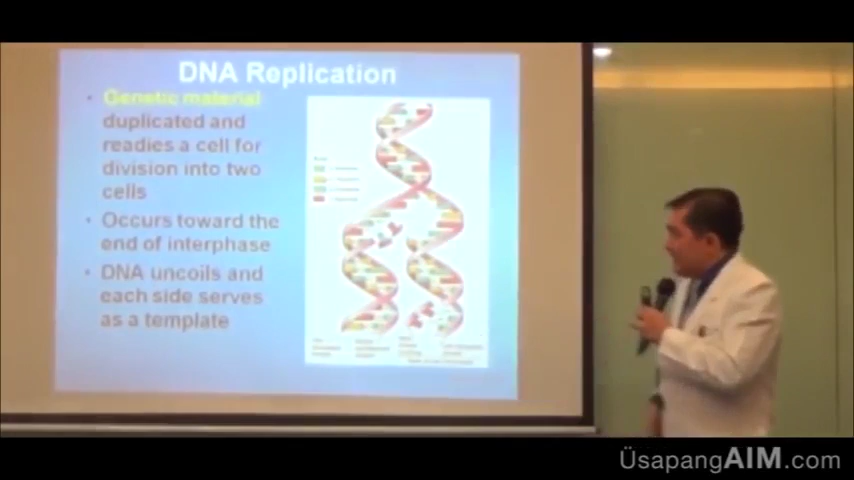 DNA Replication
• Genetic material
duplicated and
readies a cell for
division into two
cells
• Occurs toward the
end of interphase
• DNA uncoils and
each side serves
as a template
ÜsapangAIM.com